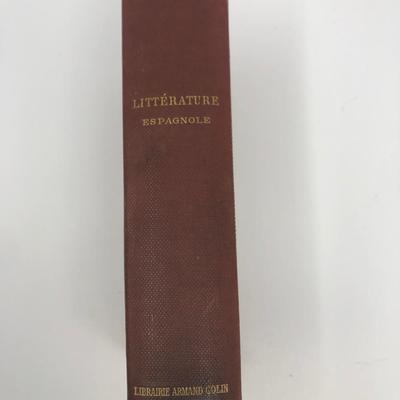 LITTÉRATURE
ESPAGNOLE
LIBRAIRIE ARMAND COLIN